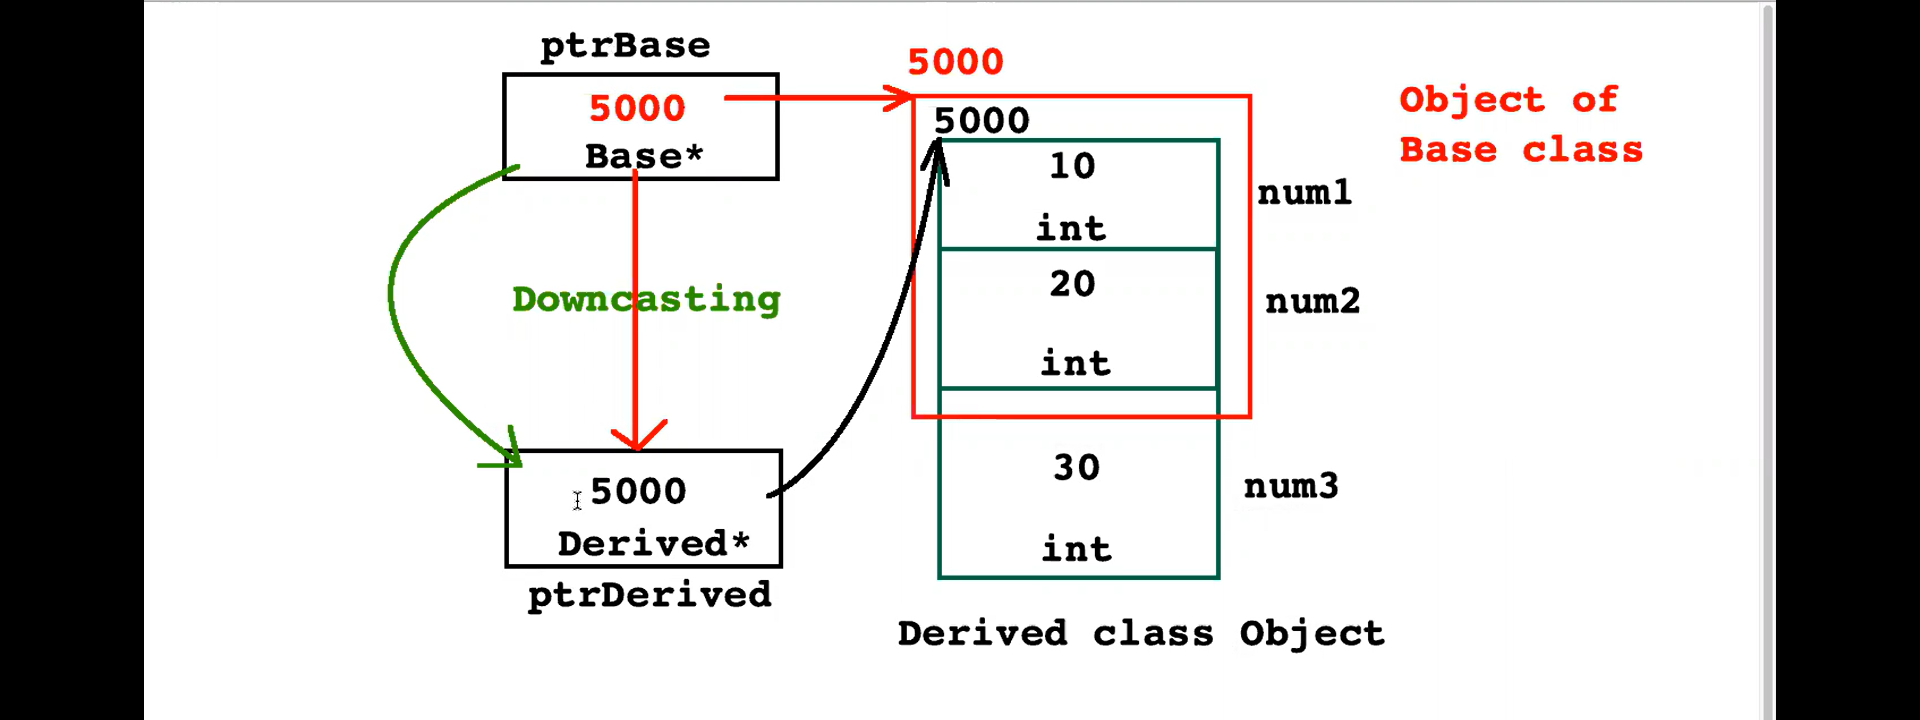 ptrBase
5000
Base*
Downcasting
5000
Derived*
ptrDerived
5000
5000
10
int
num1
20
int
num2
30
int
num3
Derived class Object
Object of
Base class